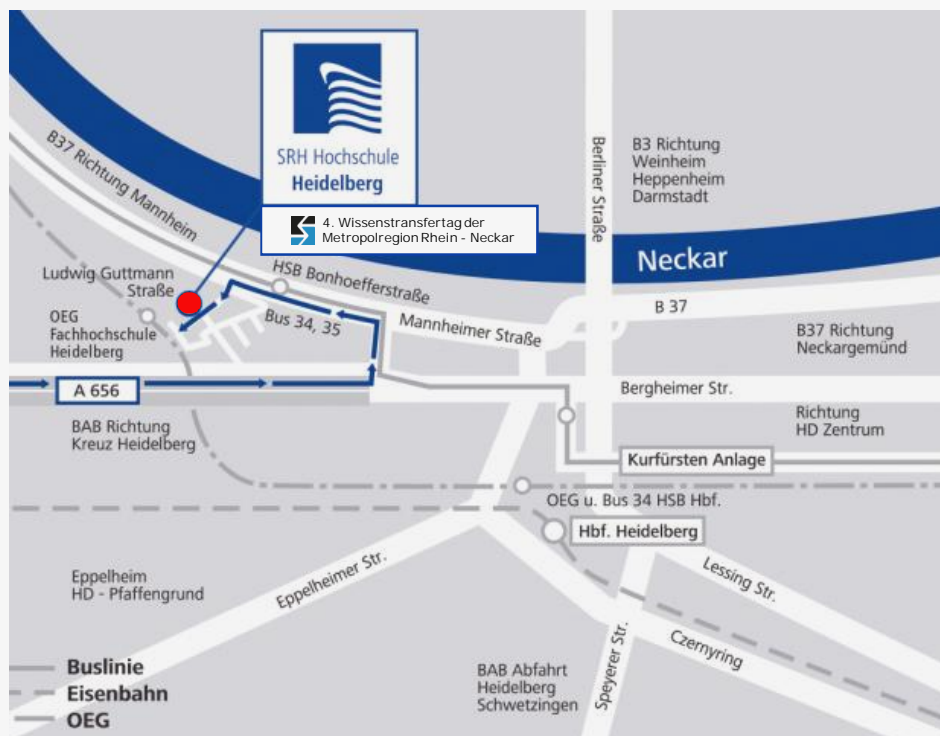 SRH Hochschule
Heidelberg
4. Wissenstransfertag der
Metropolregion Rhein - Neckar
B37 Richtung Mannheim
Berliner Straße
B3 Richtung
Weinheim
Heppenheim
Darmstadt
Neckar
Ludwig Guttmann
Straße
HSB Bonhoefferstraße
OEG
Fachhochschule
Heidelberg
Bus 34, 35
Mannheimer Straße
B 37
B37 Richtung
Neckargemünd
A 656
Bergheimer Str.
BAB Richtung
Kreuz Heidelberg
Richtung
HD Zentrum
Kurfürsten Anlage
OEG u. Bus 34 HSB Hbf.
Hbf. Heidelberg
Eppelheimer Str.
Lessing Str.
Eppelheim
HD - Pfaffengrund
Speyerer Str.
Czernyring
BAB Abfahrt
Heidelberg
Schwetzingen
Buslinie
Eisenbahn
OEG